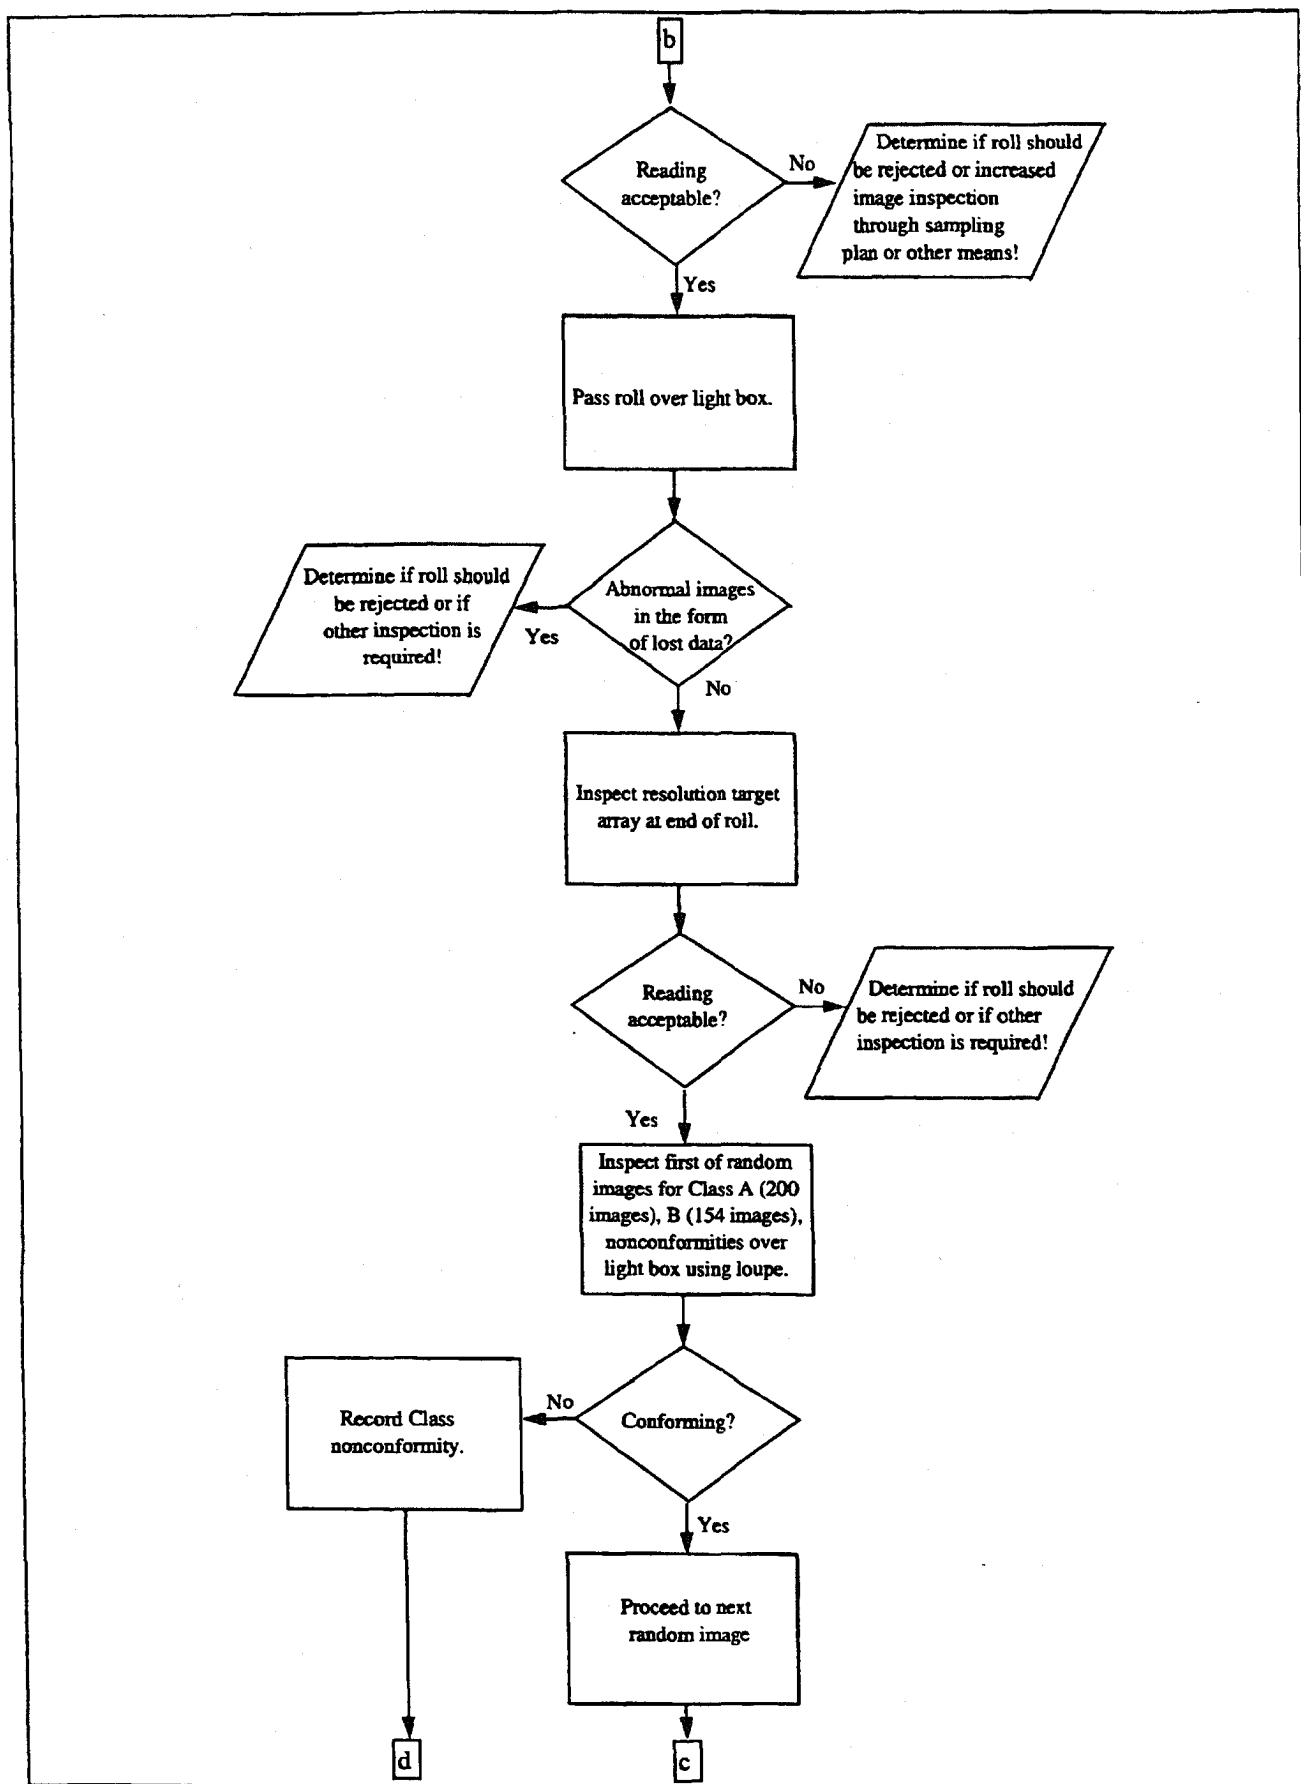 b
Reading
acceptable?
No
Determine if roll should
be rejected or increased
image inspection
through sampling
plan or other means!
Yes
Pass roll over light box.
Abnormal images
in the form
of lost data?
Yes
Determine if roll should
be rejected or if
other inspection is
required!
No
Inspect resolution target
array at end of roll.
Reading
acceptable?
No
Determine if roll should
be rejected or if other
inspection is required!
Yes
Inspect first of random
images for Class A (200
images), B (154 images),
nonconformities over
light box using loupe.
Conforming?
No
Record Class
nonconformity.
Yes
Proceed to next
random image
d
c